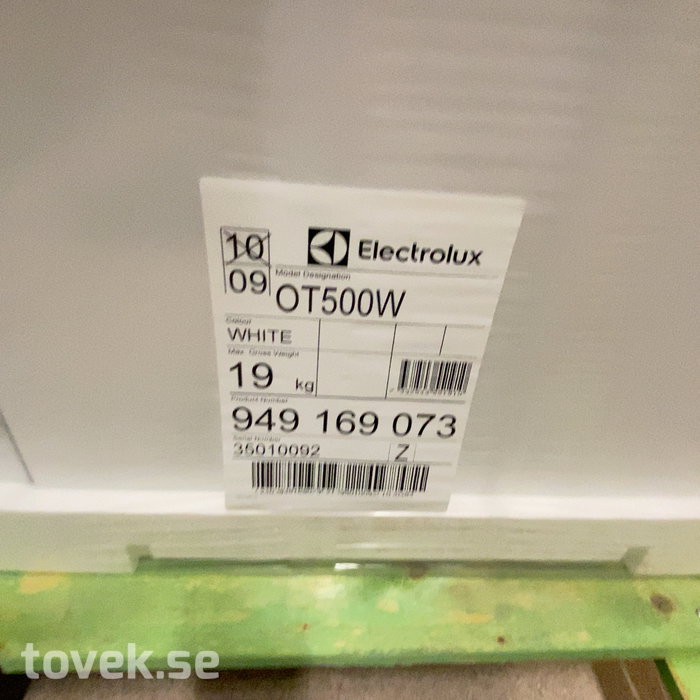 10
09
Electrolux
Model Designation
OT500W
Colour
WHITE
Max. Gross Weight
19 kg
Product Number
949 169 073
Serial Number
35010092
Z
tovek.se